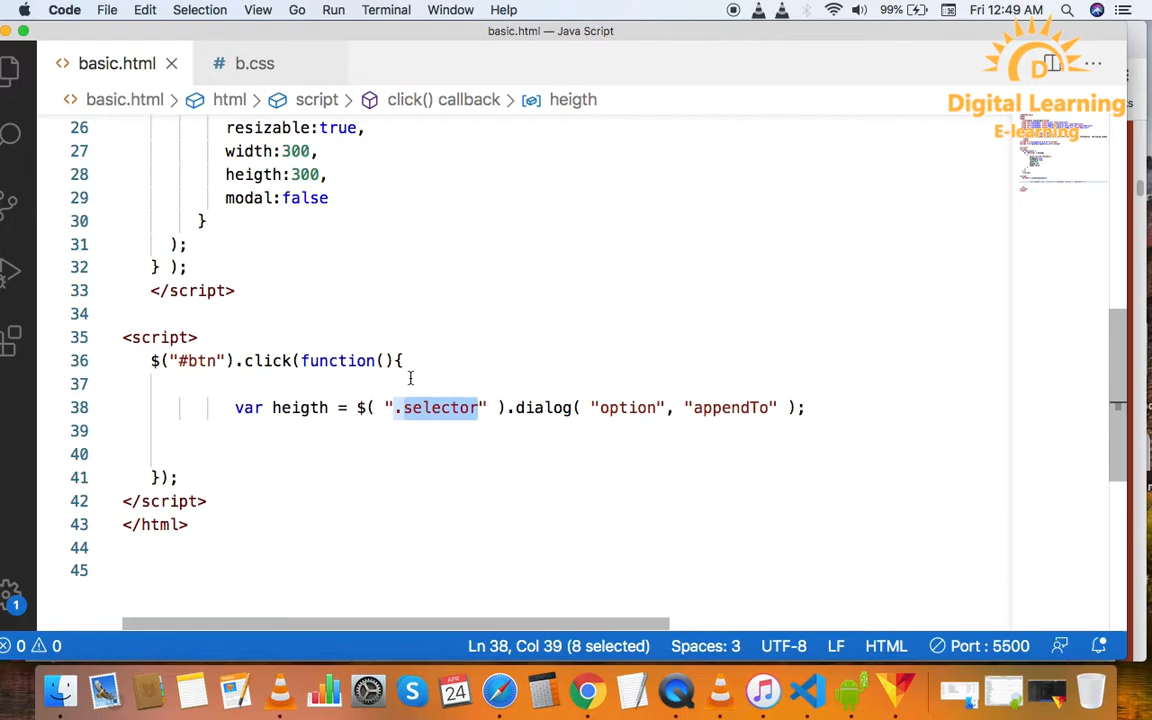 Code File Edit Selection View Go Run Terminal Window Help 99% Fri 12:49 AM
basic.html — Java Script
basic.html # b.css
basic.html html script click() callback heigth
D
Digital Learning
E-learning
26 resizable:true,
27 width:300,
28 heigth:300,
29 modal:false
30 }
31 );
32 } );
33 </script>
34
35 <script>
36 $("#btn").click(function(){
37
38 var heigth = $( ".selector" ).dialog( "option", "appendTo" );
39
40
41 });
42 </script>
43 </html>
44
45
0 0 Ln 38, Col 39 (8 selected) Spaces: 3 UTF-8 LF HTML Port : 5500
1
APR
24